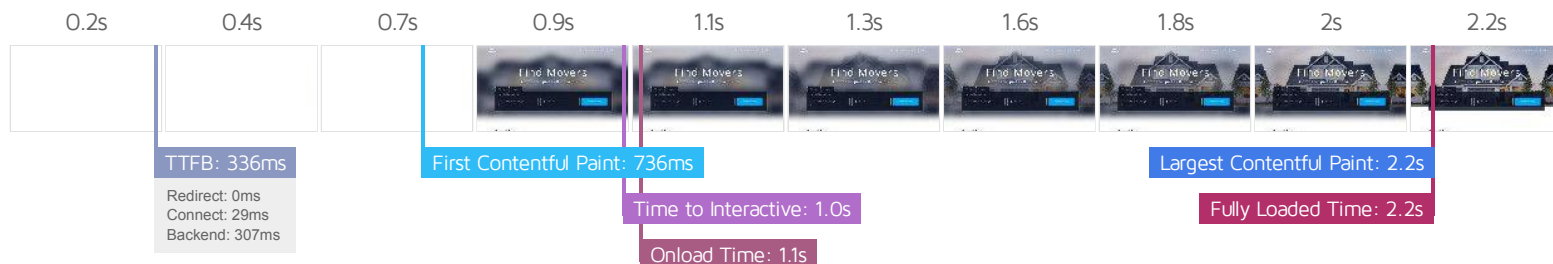 0.2s 0.4s 0.7s 0.9s 1.1s 1.3s 1.6s 1.8s 2s 2.2s
Find Movers Find Movers Find Movers Find Movers Find Movers Find Movers Find Movers
TTFB: 336ms First Contentful Paint: 736ms Largest Contentful Paint: 2.2s
Redirect: 0ms
Connect: 29ms
Backend: 307ms
Time to Interactive: 1.0s Fully Loaded Time: 2.2s
Onload Time: 1.1s